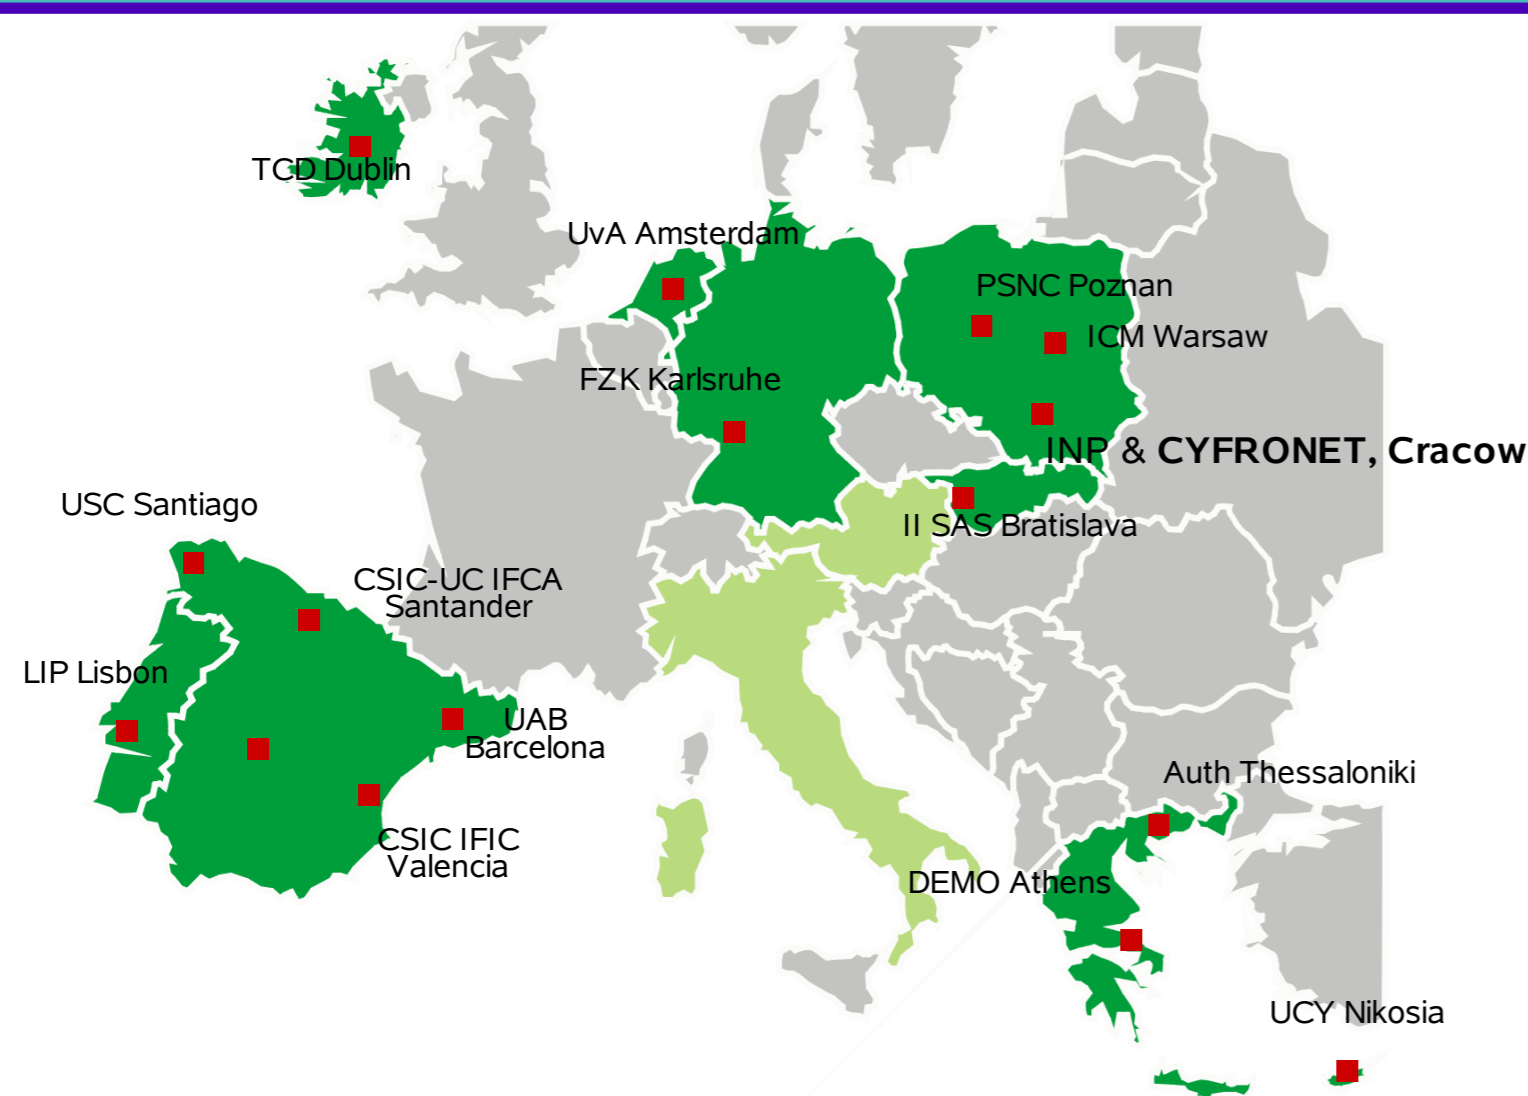 TCD Dublin
UvA Amsterdam
PSNC Poznan
ICM Warsaw
FZK Karlsruhe
INP & CYFRONET, Cracow
USC Santiago
II SAS Bratislava
CSIC-UC IFCA
Santander
LIP Lisbon
UAB
Barcelona
Auth Thessaloniki
CSIC IFIC
Valencia
DEMO Athens
UCY Nikosia